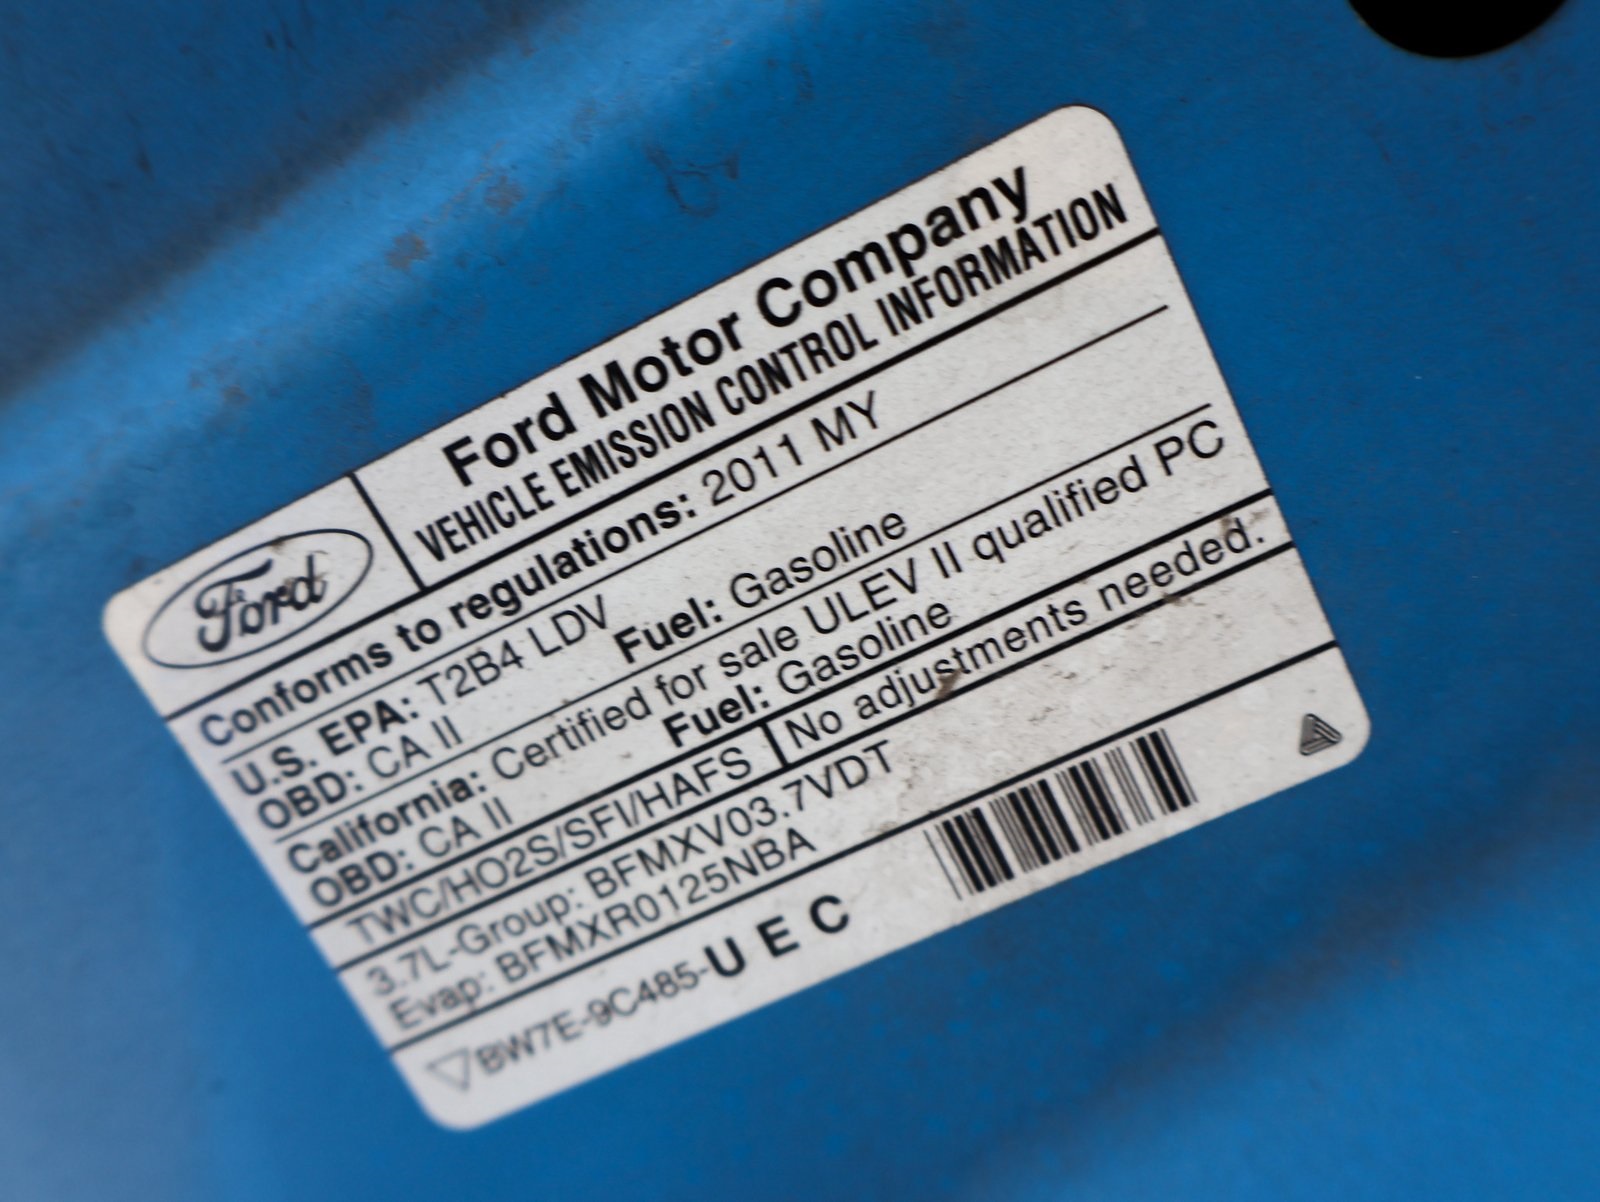 Ford
Ford Motor Company
VEHICLE EMISSION CONTROL INFORMATION
Conforms to regulations: 2011 MY
U.S. EPA: T2B4 LDV
OBD: CA II Fuel: Gasoline
California: Certified for sale ULEV II qualified PC
OBD: CA II Fuel: Gasoline
TWC/HO2S/SFI/HAFS No adjustments needed.
3.7L-Group: BFMXV03.7VDT
Evap: BFMXR0125NBA
BW7E-9C485-UEC